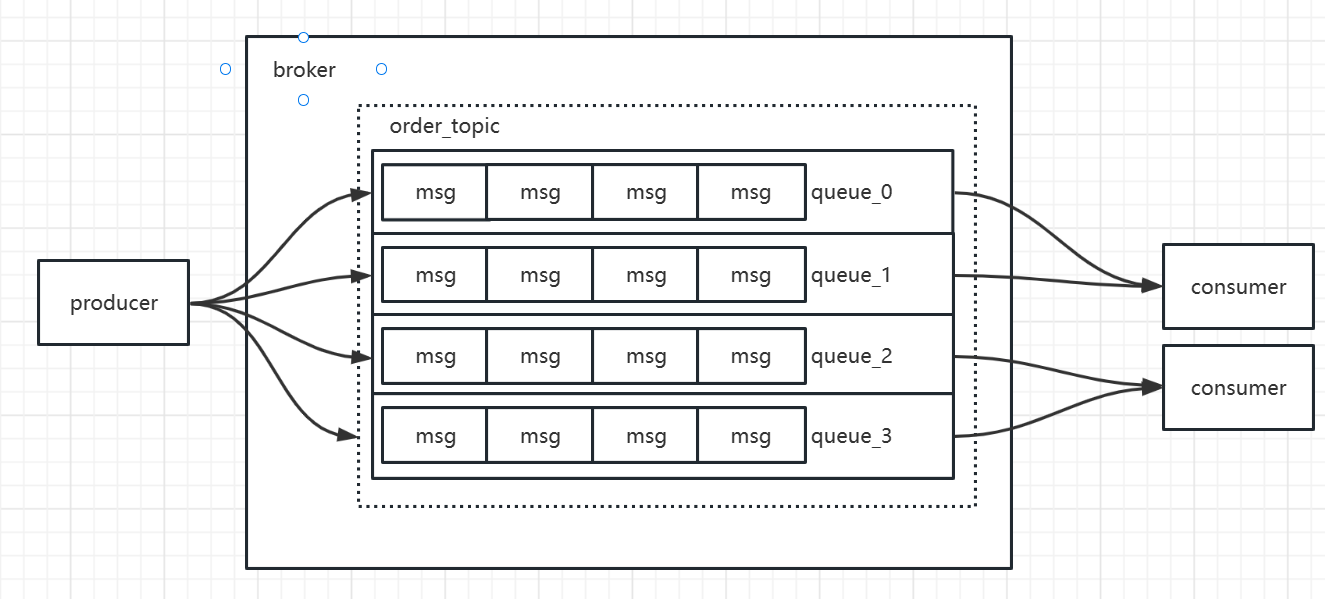 broker
order_topic
msg msg msg msg queue_0
msg msg msg msg queue_1
producer
consumer
msg msg msg msg queue_2
consumer
msg msg msg msg queue_3